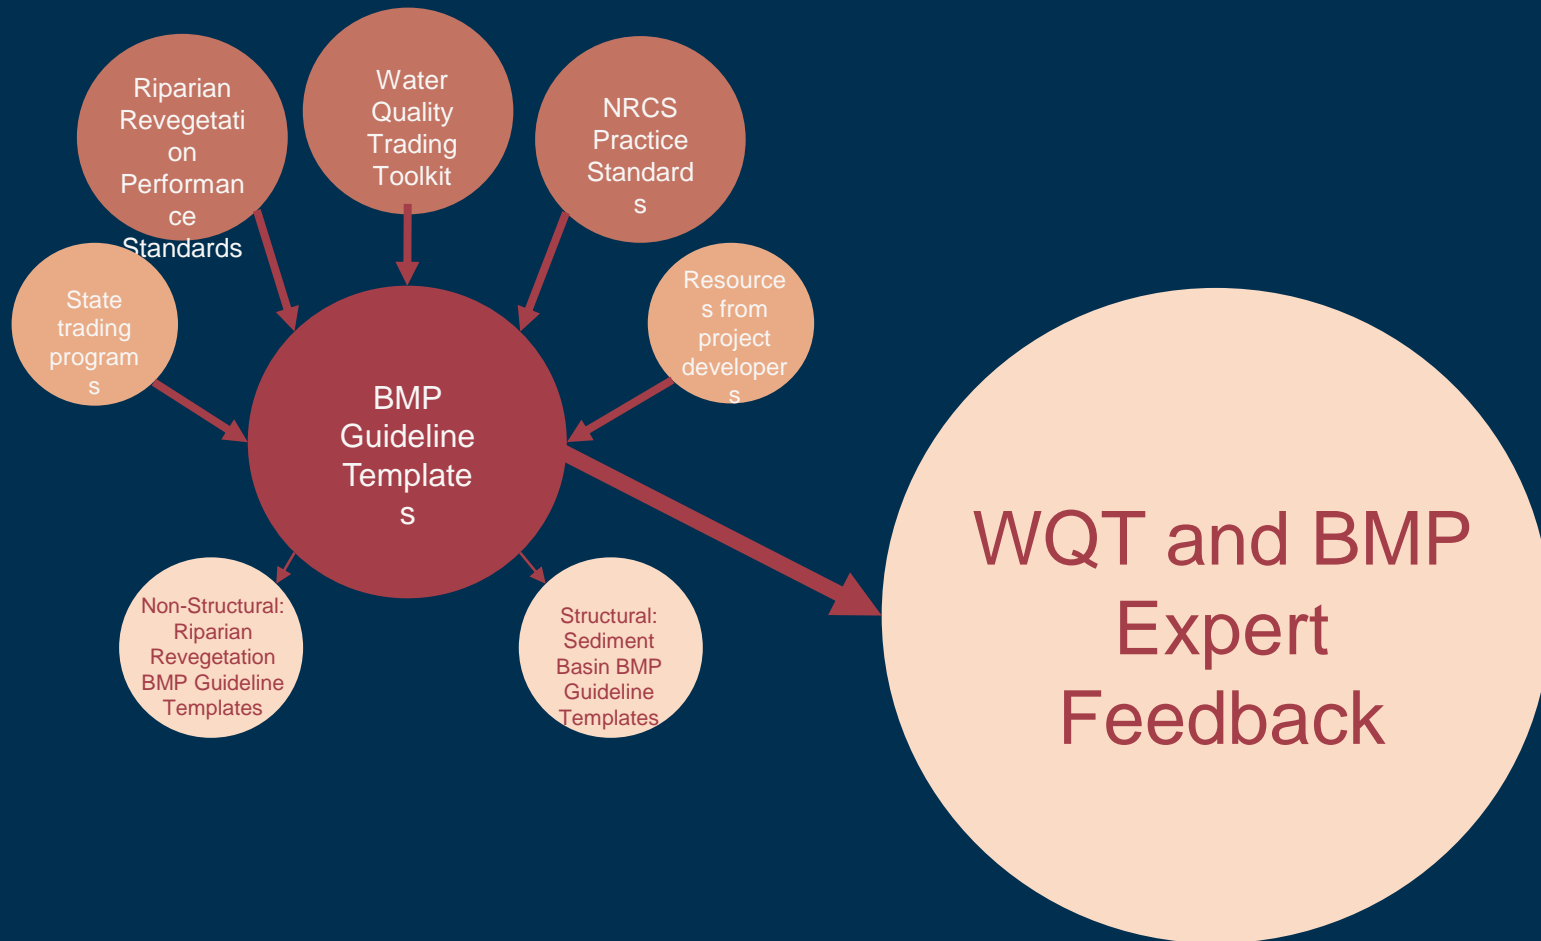 Riparian
Revegetati
on
Performan
ce
Standards
Water
Quality
Trading
Toolkit
NRCS
Practice
Standard
s
State
trading
program
s
Resource
s from
project
developer
s
BMP
Guideline
Template
s
Non-Structural:
Riparian
Revegetation
BMP Guideline
Templates
Structural:
Sediment
Basin BMP
Guideline
Templates
WQT and BMP
Expert
Feedback